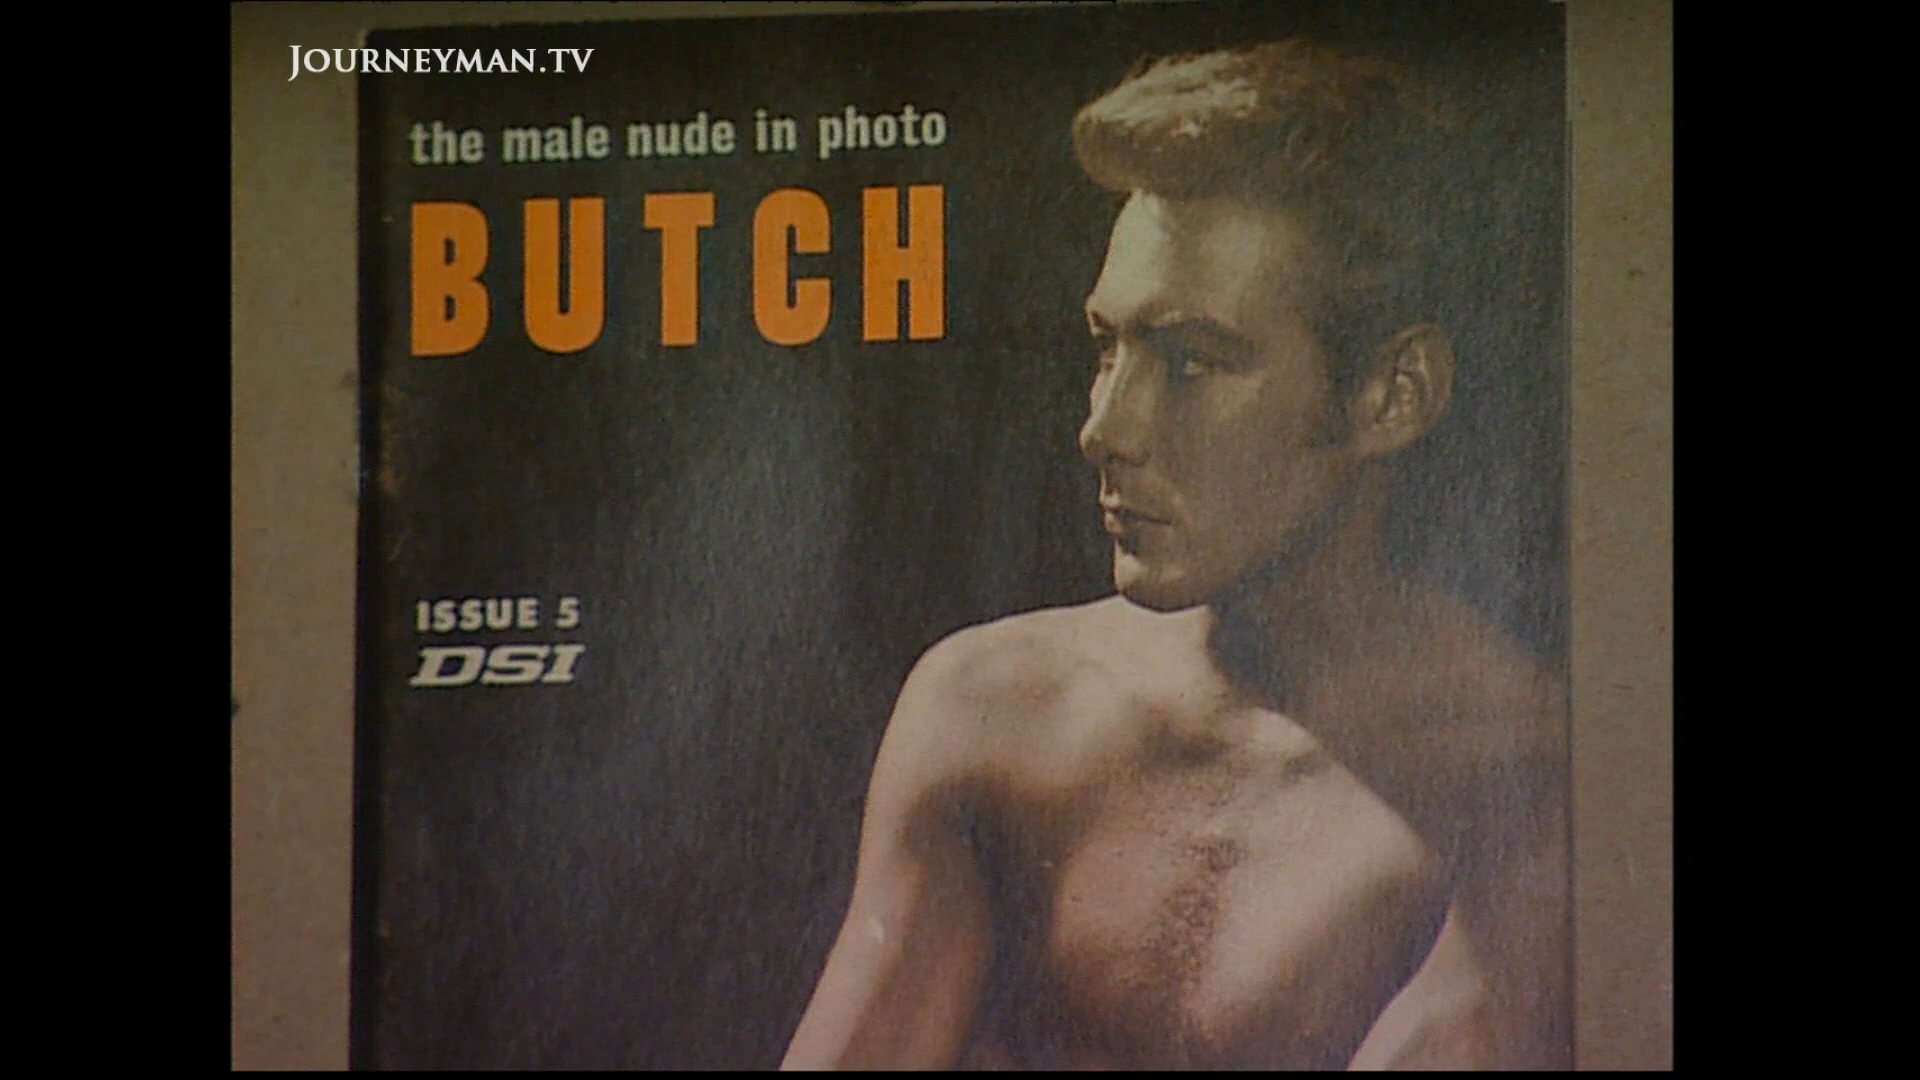 JOURNEYMAN.TV
the male nude in photo
BUTCH
ISSUE 5
DSI